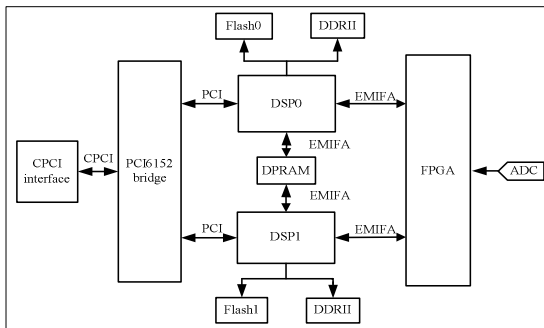 Flash0
DDRII
PCI
DSP0
EMIFA
EMIFA
CPCI
interface
CPCI
PCI6152
bridge
DPRAM
FPGA
ADC
EMIFA
PCI
DSP1
EMIFA
Flash1
DDRII